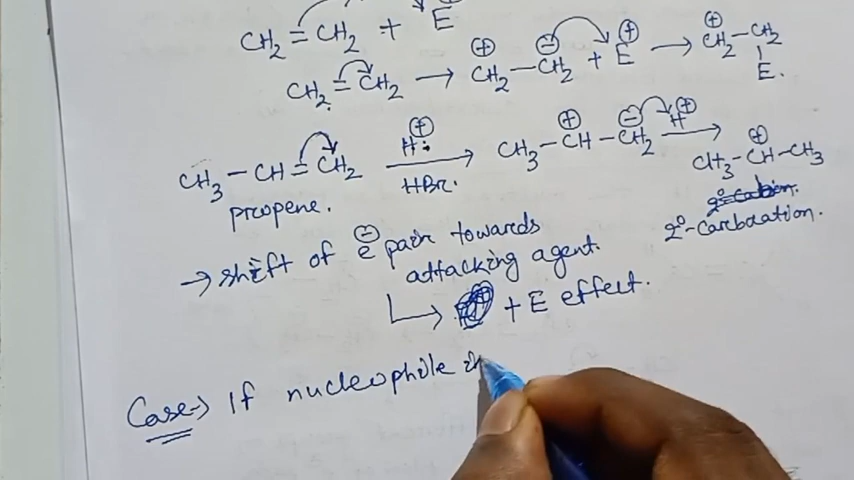 CH₂=CH₂ + E⁺
CH₂=CH₂ → CH₂⊕—CH₂⊖ + E⊕ → CH₂⊕—CH₂
E.
CH₃—CH=CH₂ H⊕ HBr. CH₃—CH⊕—CH₂⊖ H⊕ → CH₃—CH⊕—CH₃
propene.
2°-Carbocation.
→ shift of e⊖ pair towards
attacking agent.
↳ + E effect.
Case→ If nucleophile